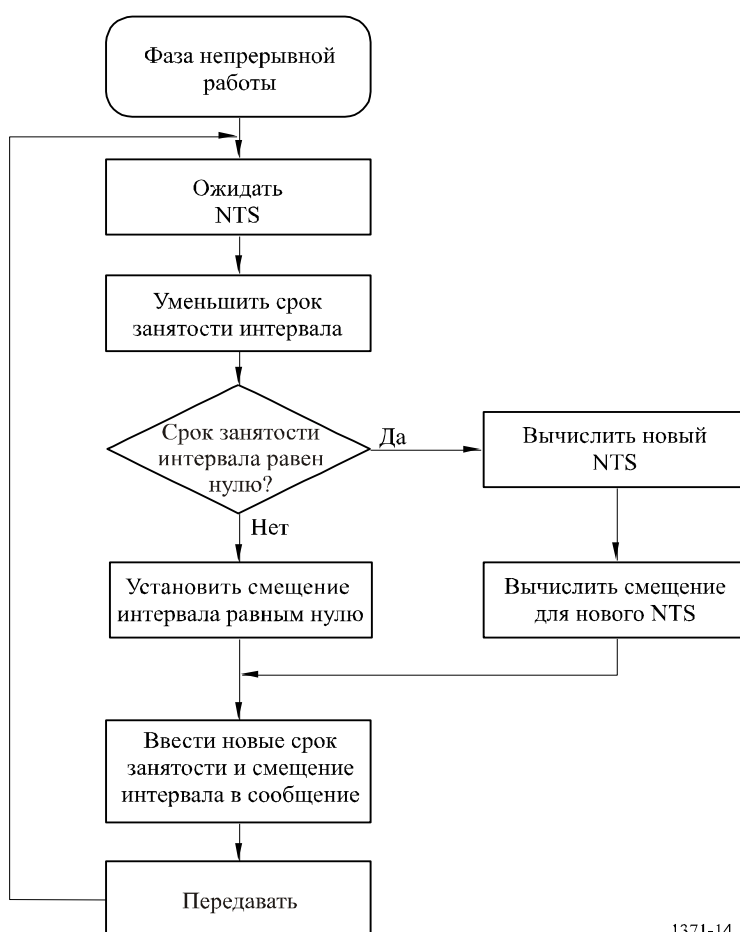 Фаза непрерывной
работы
Ожидать
NTS
Уменьшить срок
занятости интервала
Срок занятости
интервала равен
нулю?
Да
Вычислить новый
NTS
Нет
Установить смещение
интервала равным нулю
Вычислить смещение
для нового NTS
Ввести новые срок
занятости и смещение
интервала в сообщение
Передавать
1371-14